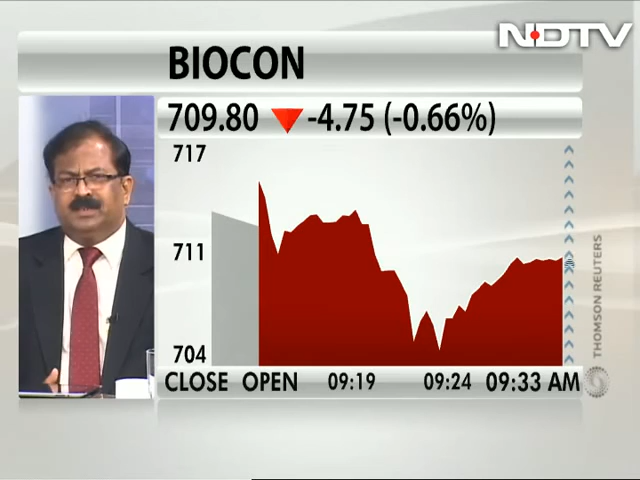 NDTV
BIOCON
709.80 -4.75 (-0.66%)
717
711
704
CLOSE OPEN 09:19 09:24 09:33 AM
THOMSON REUTERS